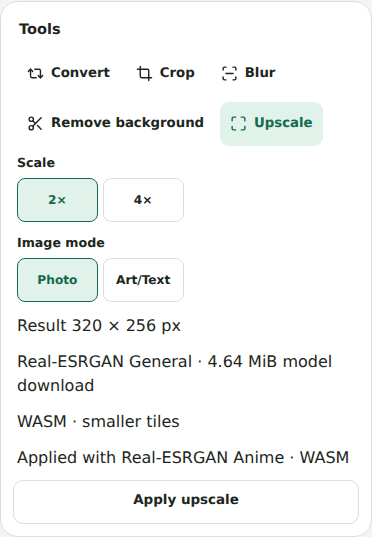 Tools
Convert Crop Blur
Remove background Upscale
Scale
2× 4×
Image mode
Photo Art/Text
Result 320 × 256 px
Real-ESRGAN General · 4.64 MiB model
download
WASM · smaller tiles
Applied with Real-ESRGAN Anime · WASM
Apply upscale